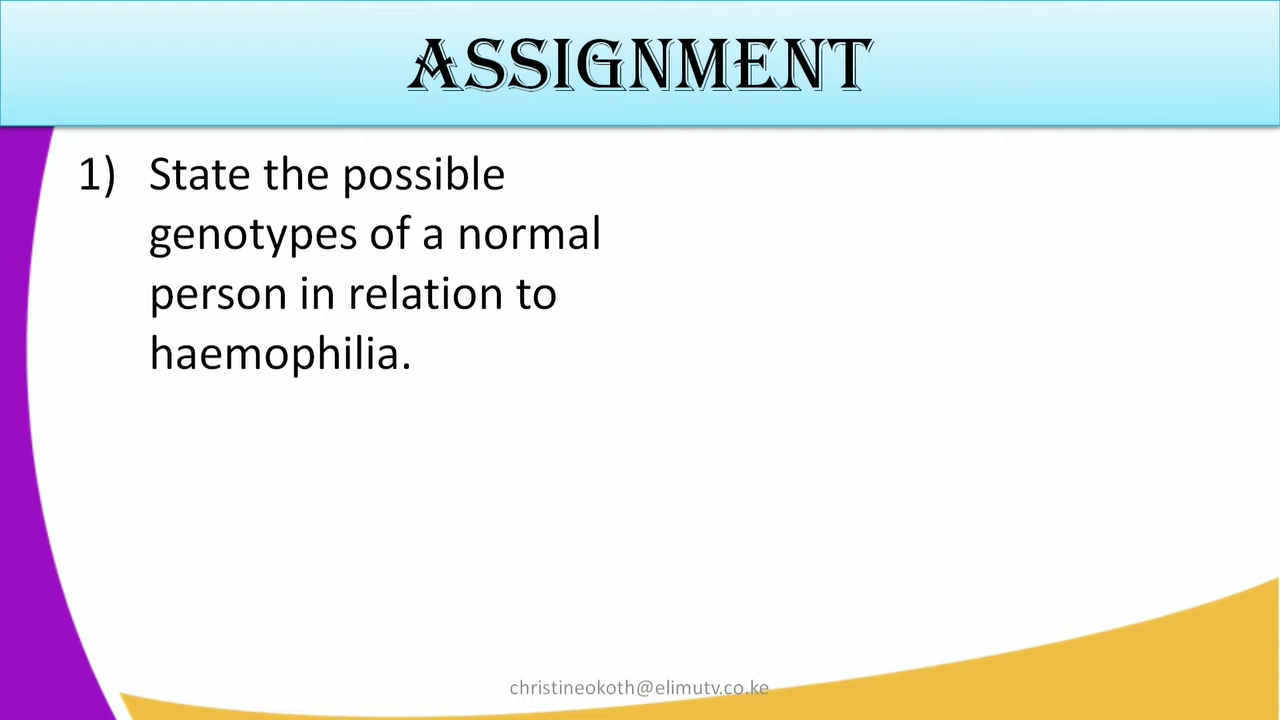 ASSIGNMENT
1) State the possible
genotypes of a normal
person in relation to
haemophilia.
christineokoth@elimutv.co.ke